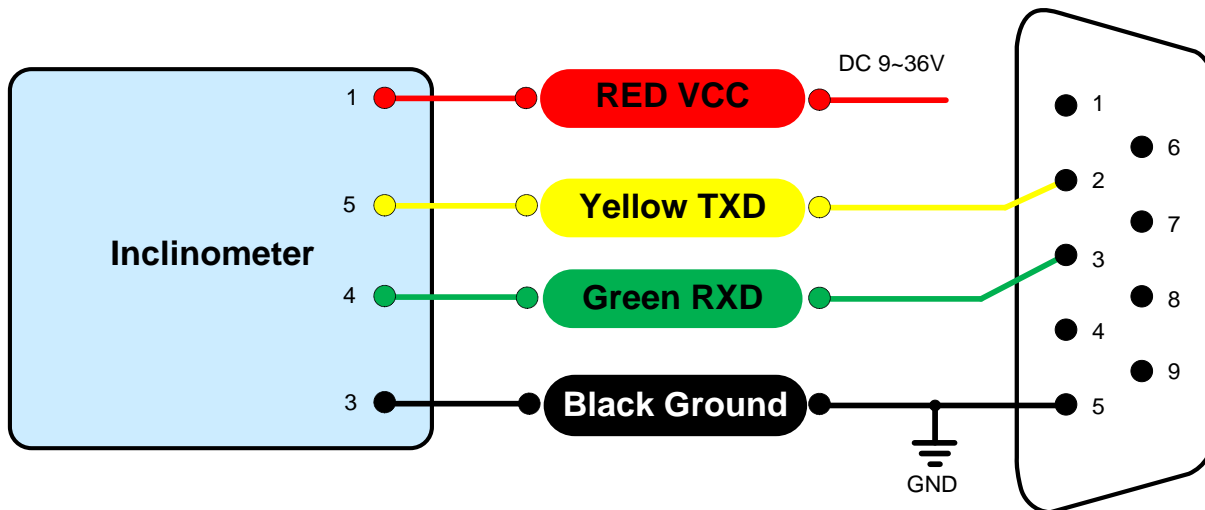 DC 9~36V
1
RED VCC
1
6
5
Yellow TXD
2
7
Inclinometer
4
Green RXD
3
8
4
9
3
Black Ground
5
GND